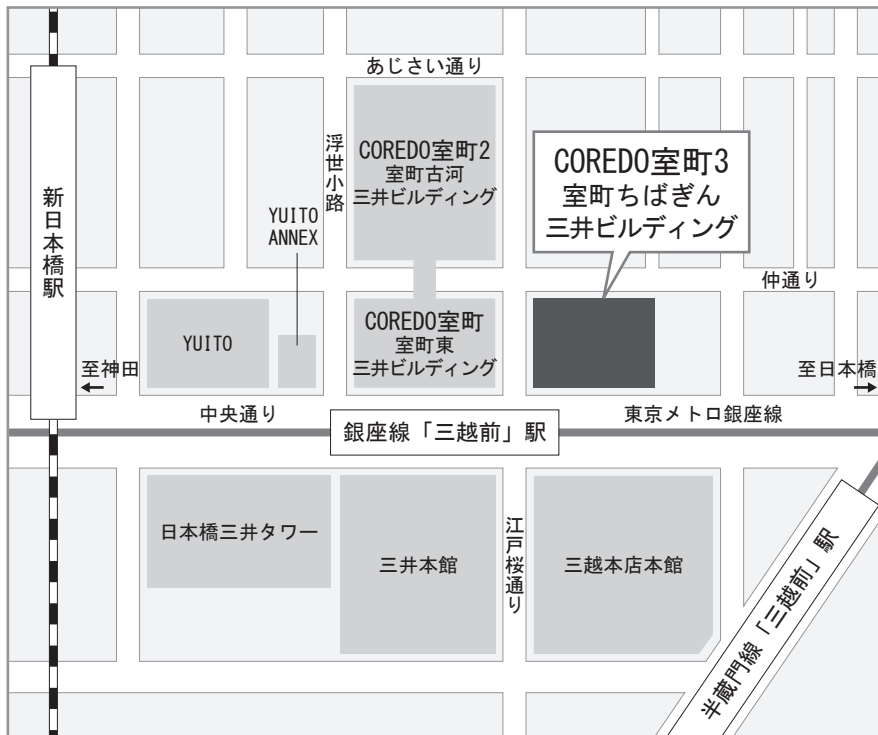 あじさい通り
浮世小路
COREDO室町2
室町古河
三井ビルディング
COREDO室町3
室町ちばぎん
三井ビルディング
新日本橋駅
YUITO
ANNEX
仲通り
YUITO
COREDO室町
室町東
三井ビルディング
至神田
至日本橋
中央通り
銀座線「三越前」駅
東京メトロ銀座線
日本橋三井タワー
三井本館
江戸桜通り
三越本店本館
半蔵門線「三越前」駅